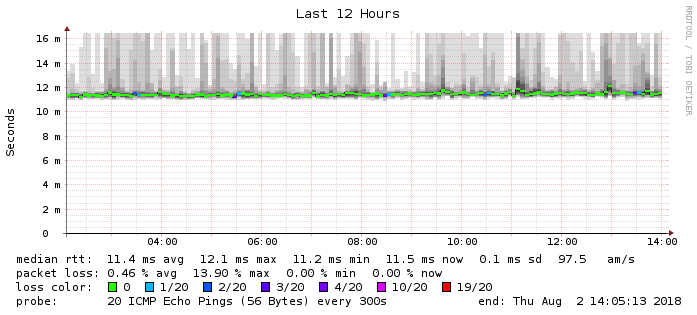 Last 12 Hours
RRDTOOL / TOBI OETIKER
Seconds
16 m
14 m
12 m
10 m
8 m
6 m
4 m
2 m
0
04:00 06:00 08:00 10:00 12:00 14:00
median rtt: 11.4 ms avg 12.1 ms max 11.2 ms min 11.5 ms now 0.1 ms sd 97.5 am/s
packet loss: 0.46 % avg 13.90 % max 0.00 % min 0.00 % now
loss color: 0 1/20 2/20 3/20 4/20 10/20 19/20
probe: 20 ICMP Echo Pings (56 Bytes) every 300s end: Thu Aug 2 14:05:13 2018